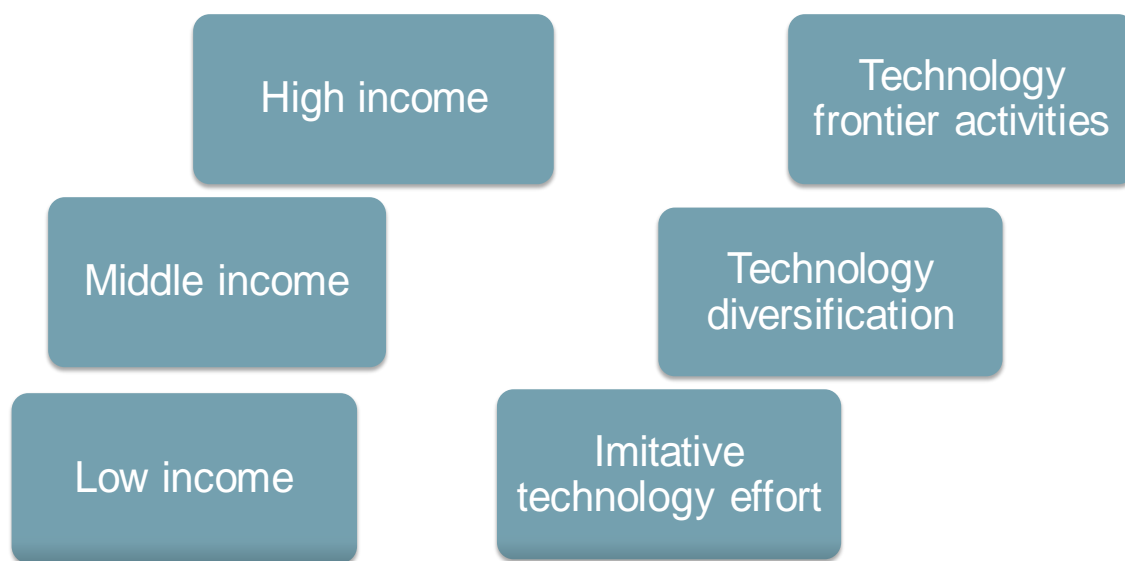 High income
Technology
frontier activities
Middle income
Technology
diversification
Low income
Imitative
technology effort